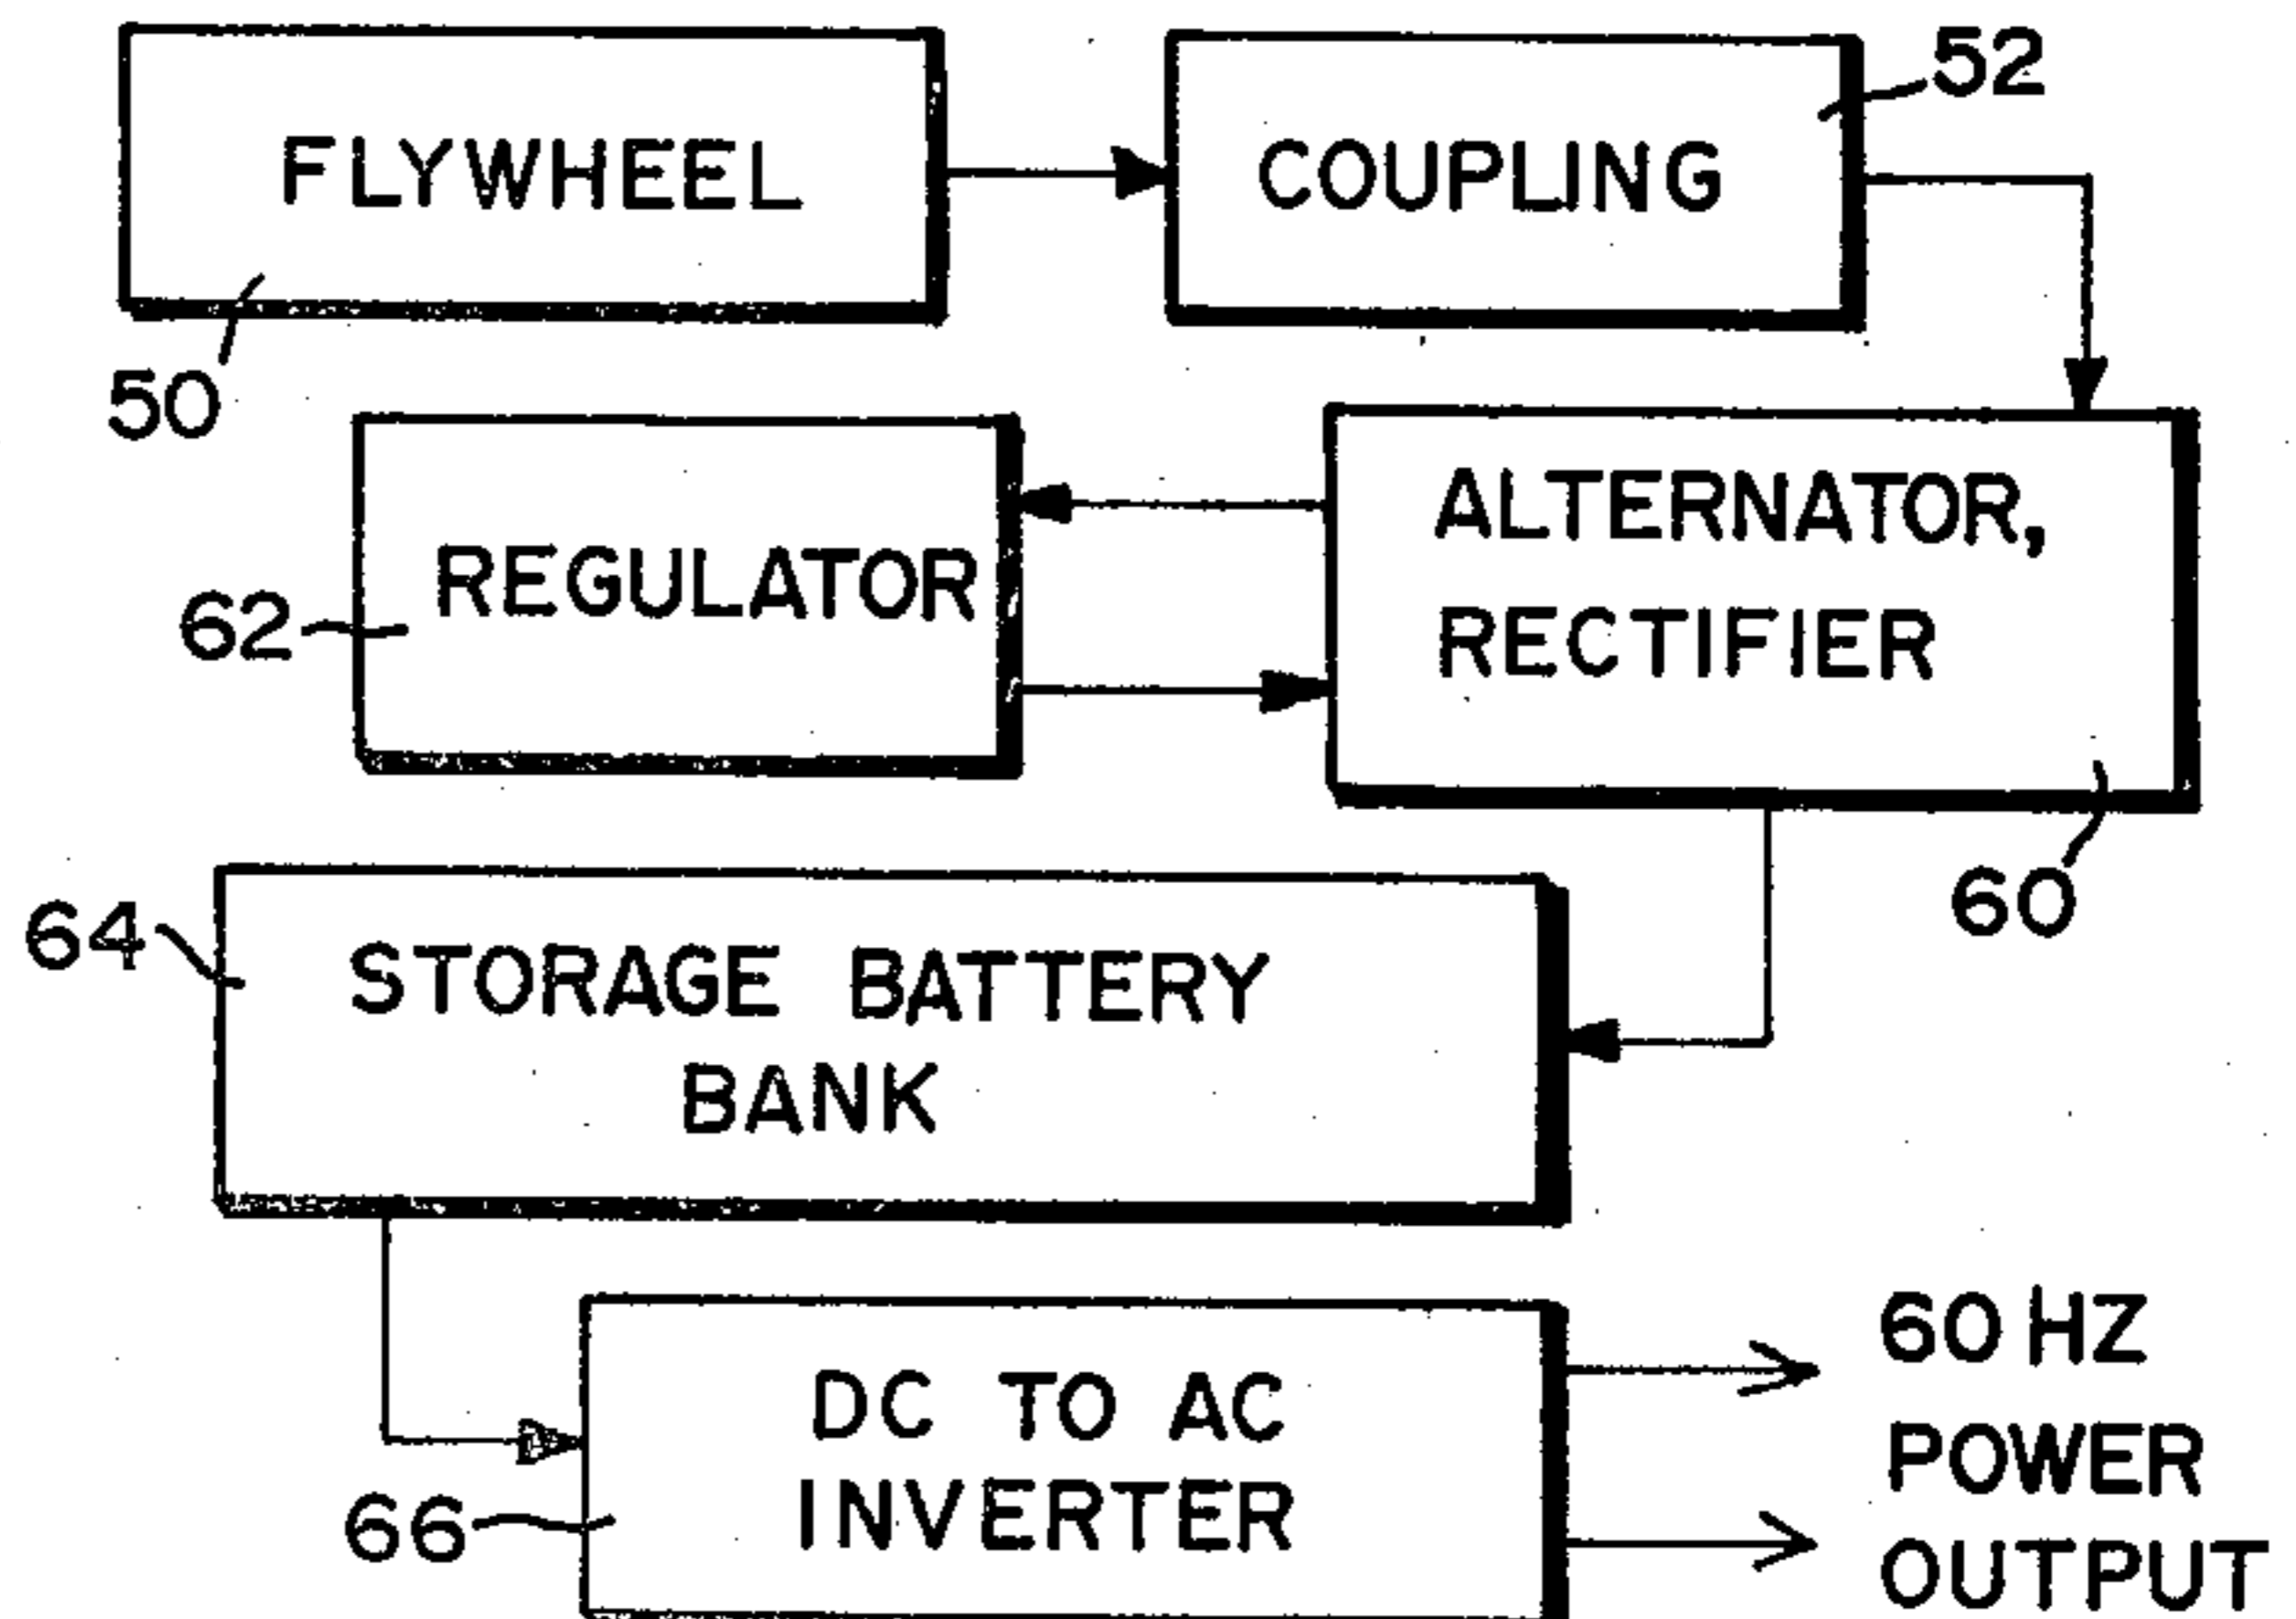 FLYWHEEL
50
COUPLING
52
REGULATOR
62
ALTERNATOR,
RECTIFIER
60
64
STORAGE BATTERY
BANK
DC TO AC
INVERTER
66
60 HZ
POWER
OUTPUT